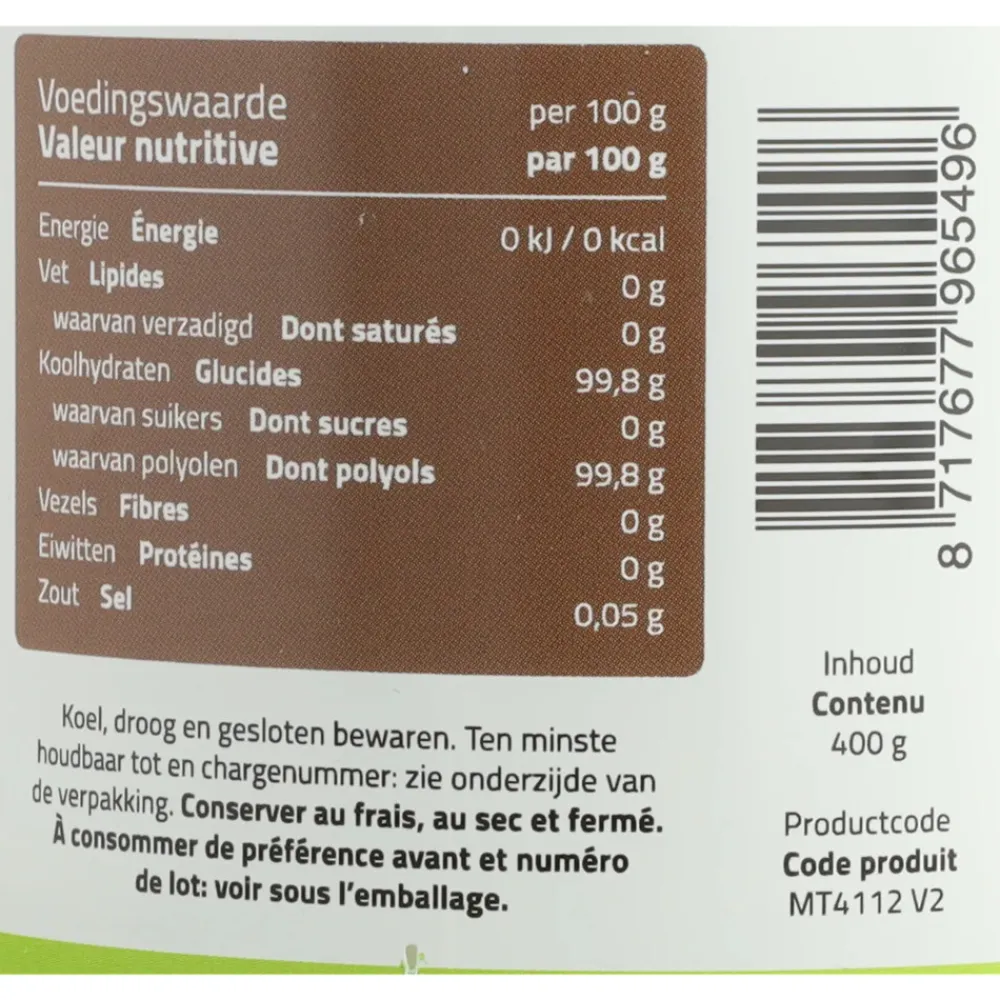 Voedingswaarde per 100 g
Valeur nutritive par 100 g
Energie Énergie 0 kJ / 0 kcal
Vet Lipides 0 g
waarvan verzadigd Dont saturés 0 g
Koolhydraten Glucides 99,8 g
waarvan suikers Dont sucres 0 g
waarvan polyolen Dont polyols 99,8 g
Vezels Fibres 0 g
Eiwitten Protéines 0 g
Zout Sel 0,05 g
Koel, droog en gesloten bewaren. Ten minste
houdbaar tot en chargenummer: zie onderzijde van
de verpakking. Conserver au frais, au sec et fermé.
À consommer de préférence avant et numéro
de lot: voir sous l'emballage.
8 717677 965496
Inhoud
Contenu
400 g
Productcode
Code produit
MT4112 V2